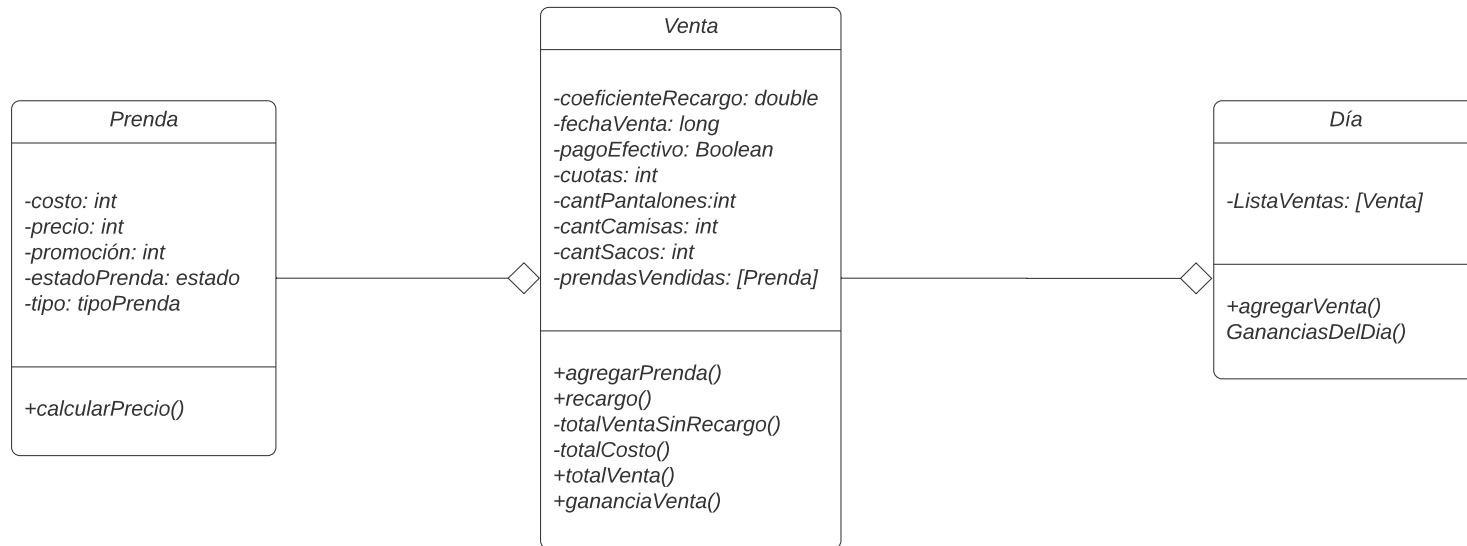 Prenda
-costo: int
-precio: int
-promoción: int
-estadoPrenda: estado
-tipo: tipoPrenda
+calcularPrecio()
Venta
-coeficienteRecargo: double
-fechaVenta: long
-pagoEfectivo: Boolean
-cuotas: int
-cantPantalones:int
-cantCamisas: int
-cantSacos: int
-prendasVendidas: [Prenda]
+agregarPrenda()
+recargo()
-totalVentaSinRecargo()
-totalCosto()
+totalVenta()
+gananciaVenta()
Día
-ListaVentas: [Venta]
+agregarVenta()
GananciasDelDia()